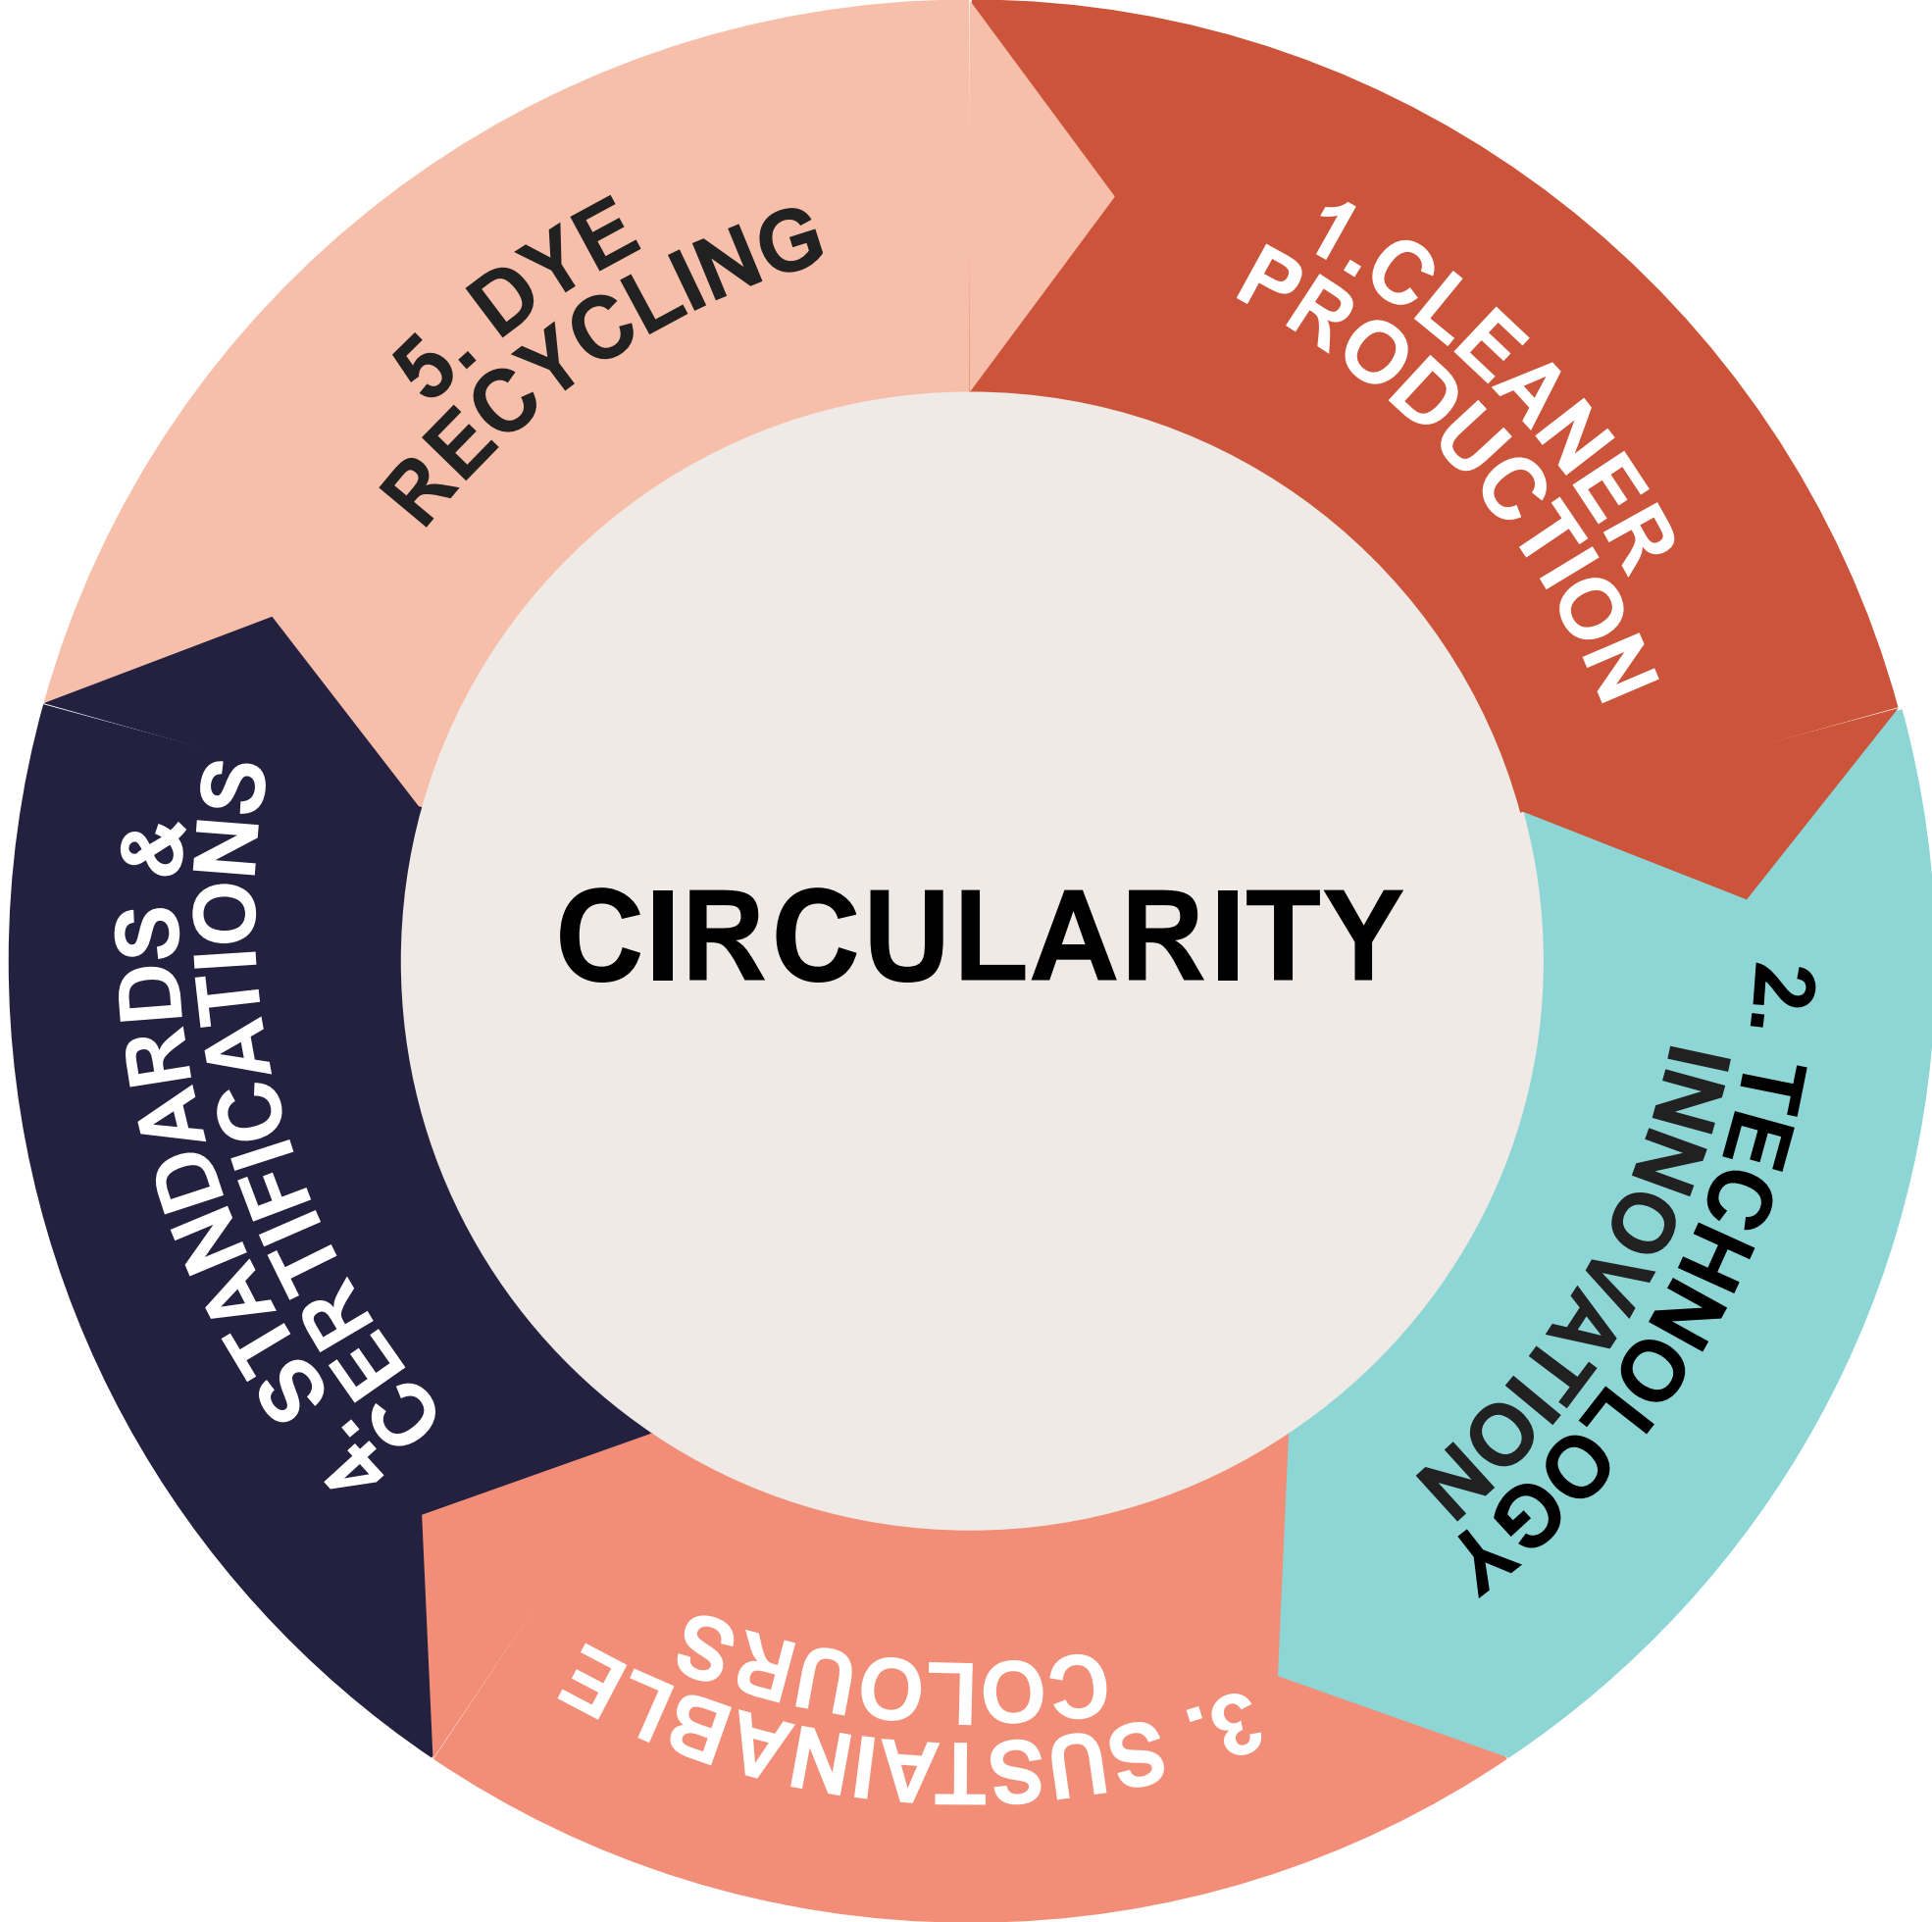 CIRCULARITY
1. CLEANER
PRODUCTION
2. TECHNOLOGY
INNOVATION
3. SUSTAINABLE
COLOURS
4. STANDARDS &
CERTIFICATIONS
5. DYE
RECYCLING